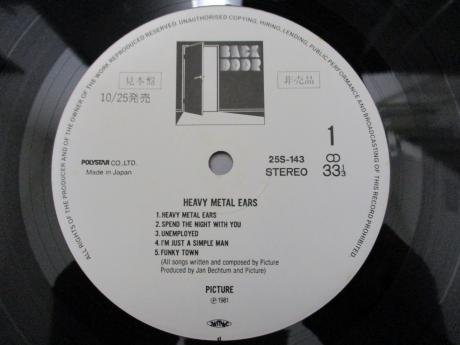 ALL RIGHTS OF THE PRODUCER AND OF THE OWNER OF THE WORK REPRODUCED RESERVED. UNAUTHORISED COPYING, HIRING, LENDING, PUBLIC PERFORMANCE AND BROADCASTING OF THIS RECORD PROHIBITED
BACK
DOOR
見本盤
非売品
10/25発売
POLYSTAR CO.,LTD.
Made in Japan
25S-143
STEREO
1
33 1/3
HEAVY METAL EARS
1. HEAVY METAL EARS
2. SPEND THE NIGHT WITH YOU
3. UNEMPLOYED
4. I'M JUST A SIMPLE MAN
5. FUNKY TOWN
(All songs written and composed by Picture
Produced by Jan Bechtum and Picture)
PICTURE
℗ 1981